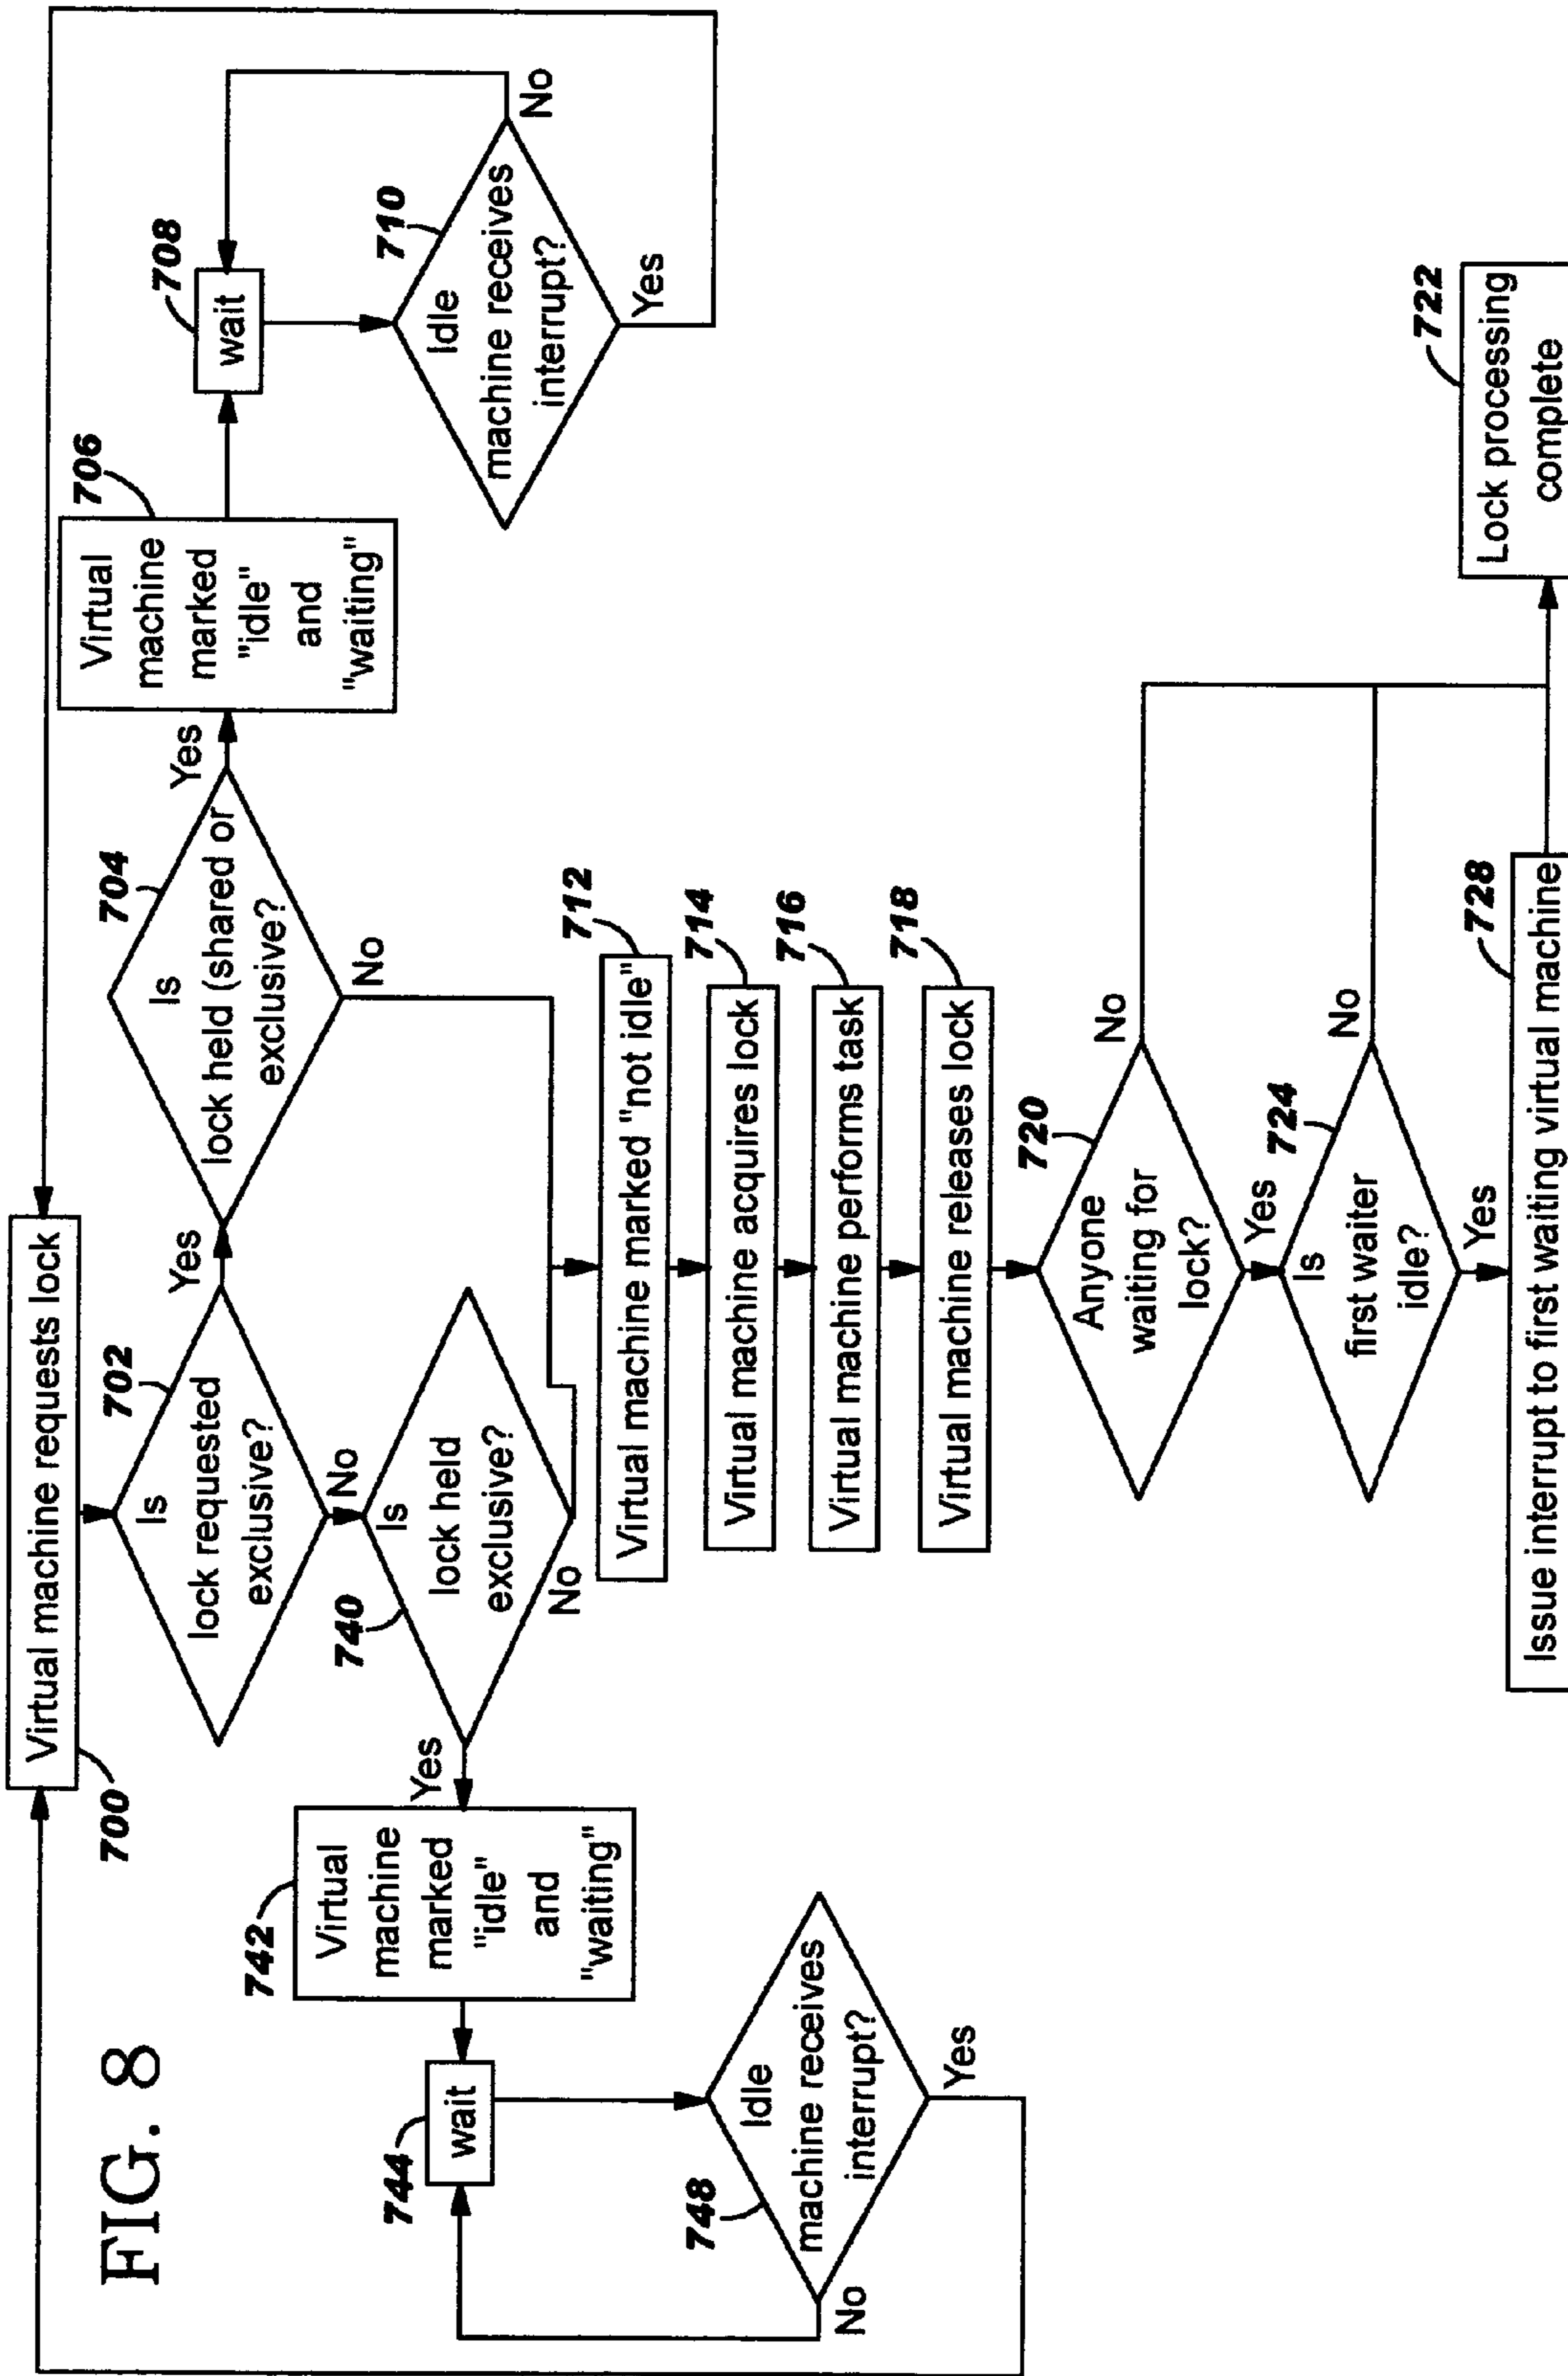 FIG. 8
700
Virtual machine requests lock
702
Is
lock requested
exclusive?
Yes
No
704
Is
lock held (shared or
exclusive?
Yes
No
706
Virtual
machine
marked
"idle"
and
"waiting"
708
wait
710
Idle
machine receives
interrupt?
No
Yes
740
Is
lock held
exclusive?
Yes
No
742
Virtual
machine
marked
"idle"
and
"waiting"
744
wait
748
Idle
machine receives
interrupt?
No
Yes
712
Virtual machine marked "not idle"
714
Virtual machine acquires lock
716
Virtual machine performs task
718
Virtual machine releases lock
720
Anyone
waiting for
lock?
No
Yes
724
Is
first waiter
idle?
No
Yes
728
Issue interrupt to first waiting virtual machine
722
Lock processing
complete